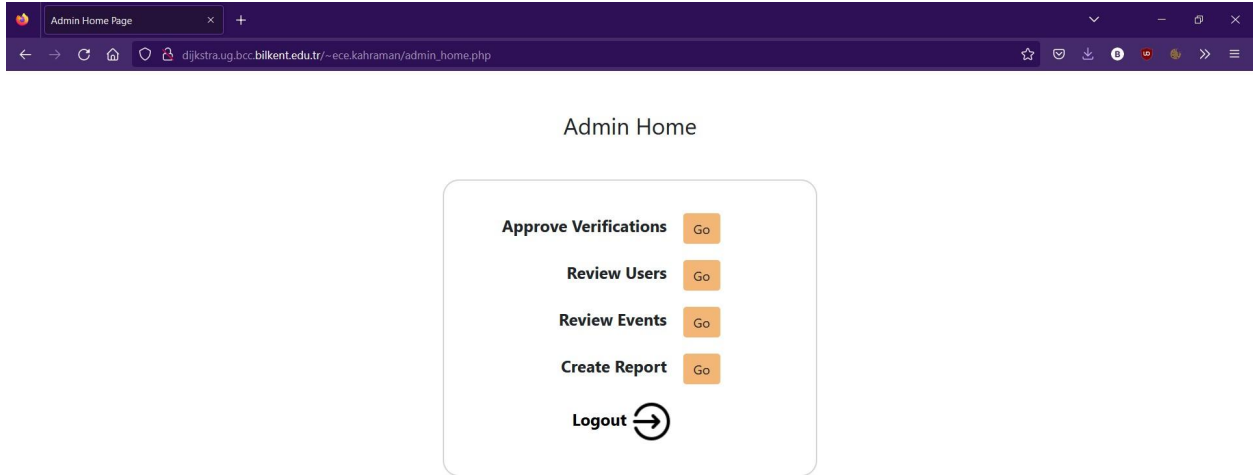 Admin Home Page
dijkstra.ug.bcc.bilkent.edu.tr/~ece.kahraman/admin_home.php
Admin Home
Approve Verifications Go
Review Users Go
Review Events Go
Create Report Go
Logout